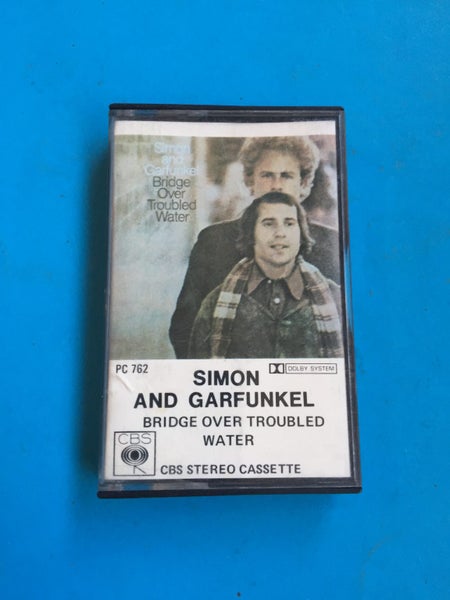 Simon
and
Garfunkel
Bridge
Over
Troubled
Water
PC 762
DOLBY SYSTEM
SIMON
AND GARFUNKEL
BRIDGE OVER TROUBLED
WATER
CBS
CBS STEREO CASSETTE